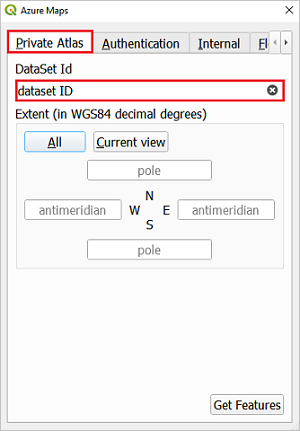 Azure Maps
Private Atlas Authentication Internal
DataSet Id
dataset ID
Extent (in WGS84 decimal degrees)
All Current view
pole
N
antimeridian W E antimeridian
S
pole
Get Features